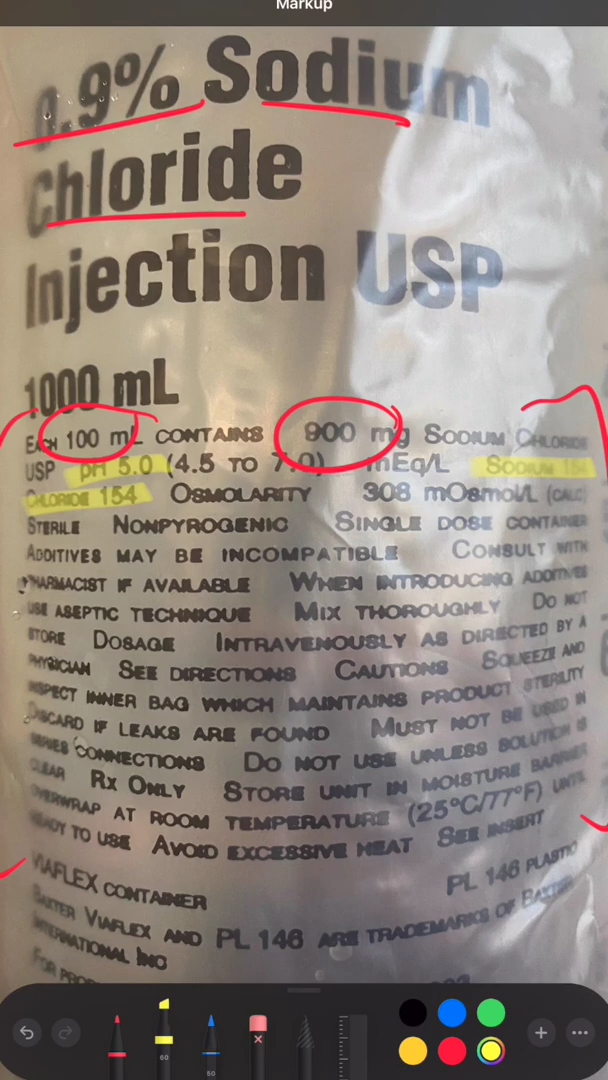 Markup
0.9% Sodium
Chloride
Injection USP
1000 mL
EACH 100 mL CONTAINS 900 mg SODIUM CHLORIDE
USP pH 5.0 (4.5 TO 7.0) mEq/L SODIUM 154
CHLORIDE 154 OSMOLARITY 308 mOsmol/L (CALC)
STERILE NONPYROGENIC SINGLE DOSE CONTAINER
ADDITIVES MAY BE INCOMPATIBLE CONSULT WITH
PHARMACIST IF AVAILABLE WHEN INTRODUCING ADDITIVES
USE ASEPTIC TECHNIQUE MIX THOROUGHLY DO NOT
STORE DOSAGE INTRAVENOUSLY AS DIRECTED BY A
PHYSICIAN SEE DIRECTIONS CAUTIONS SQUEEZE AND
INSPECT INNER BAG WHICH MAINTAINS PRODUCT STERILITY
DISCARD IF LEAKS ARE FOUND MUST NOT BE USED IN
SERIES CONNECTIONS DO NOT USE UNLESS SOLUTION IS
CLEAR RX ONLY STORE UNIT IN MOISTURE BARRIER
OVERWRAP AT ROOM TEMPERATURE (25°C/77°F) UNTIL
READY TO USE AVOID EXCESSIVE HEAT SEE INSERT
VIAFLEX CONTAINER PL 146 PLASTIC
BAXTER VIAFLEX AND PL 146 ARE TRADEMARKS OF BAXTER
INTERNATIONAL INC
FOR
60
50